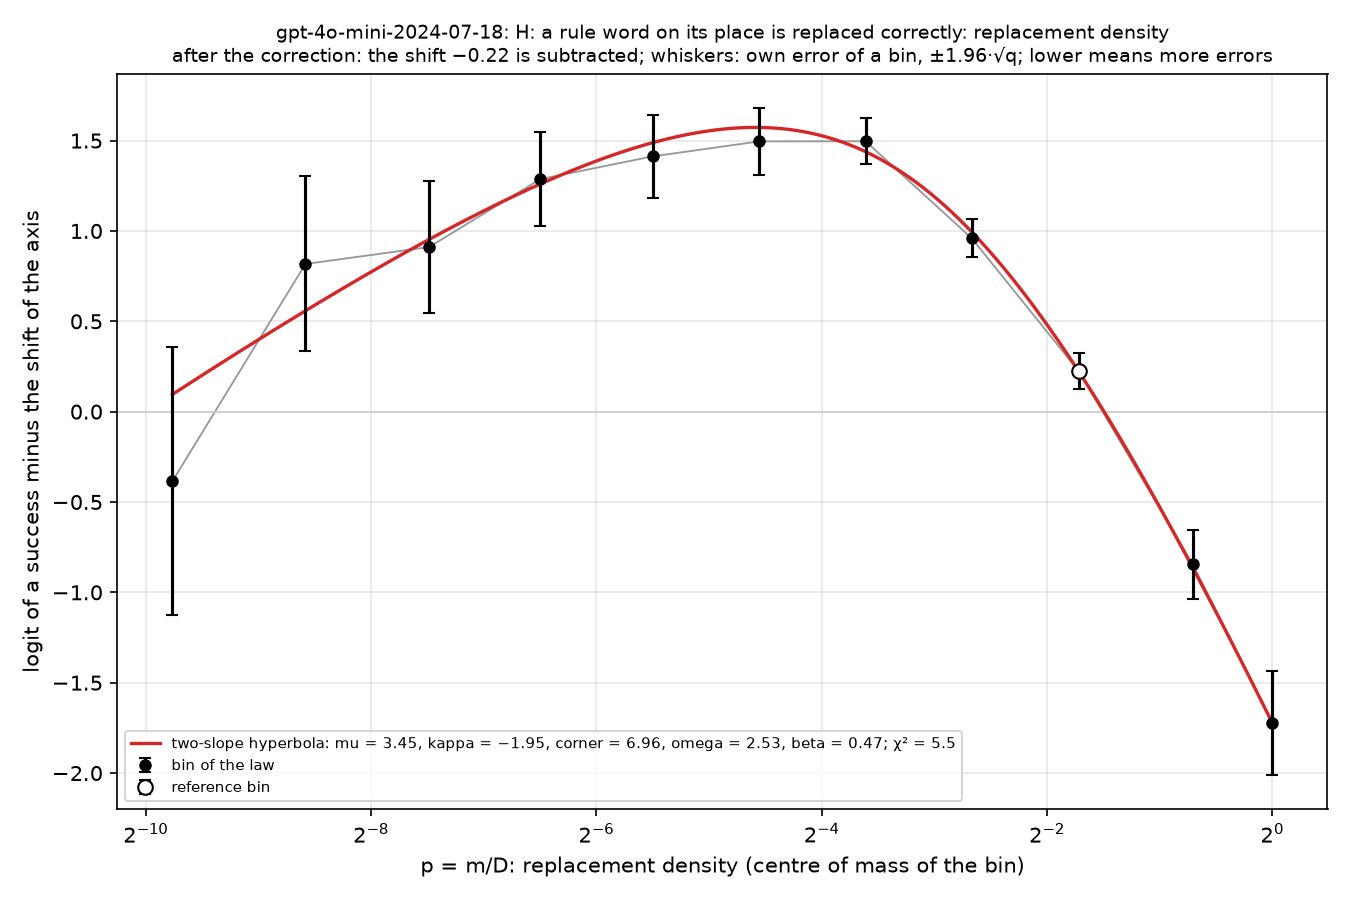 gpt-4o-mini-2024-07-18: H: a rule word on its place is replaced correctly: replacement density
after the correction: the shift −0.22 is subtracted; whiskers: own error of a bin, ±1.96·√q; lower means more errors
logit of a success minus the shift of the axis
1.5
1.0
0.5
0.0
−0.5
−1.0
−1.5
−2.0
two-slope hyperbola: mu = 3.45, kappa = −1.95, corner = 6.96, omega = 2.53, beta = 0.47; χ² = 5.5
bin of the law
reference bin
2⁻¹⁰ 2⁻⁸ 2⁻⁶ 2⁻⁴ 2⁻² 2⁰
p = m/D: replacement density (centre of mass of the bin)